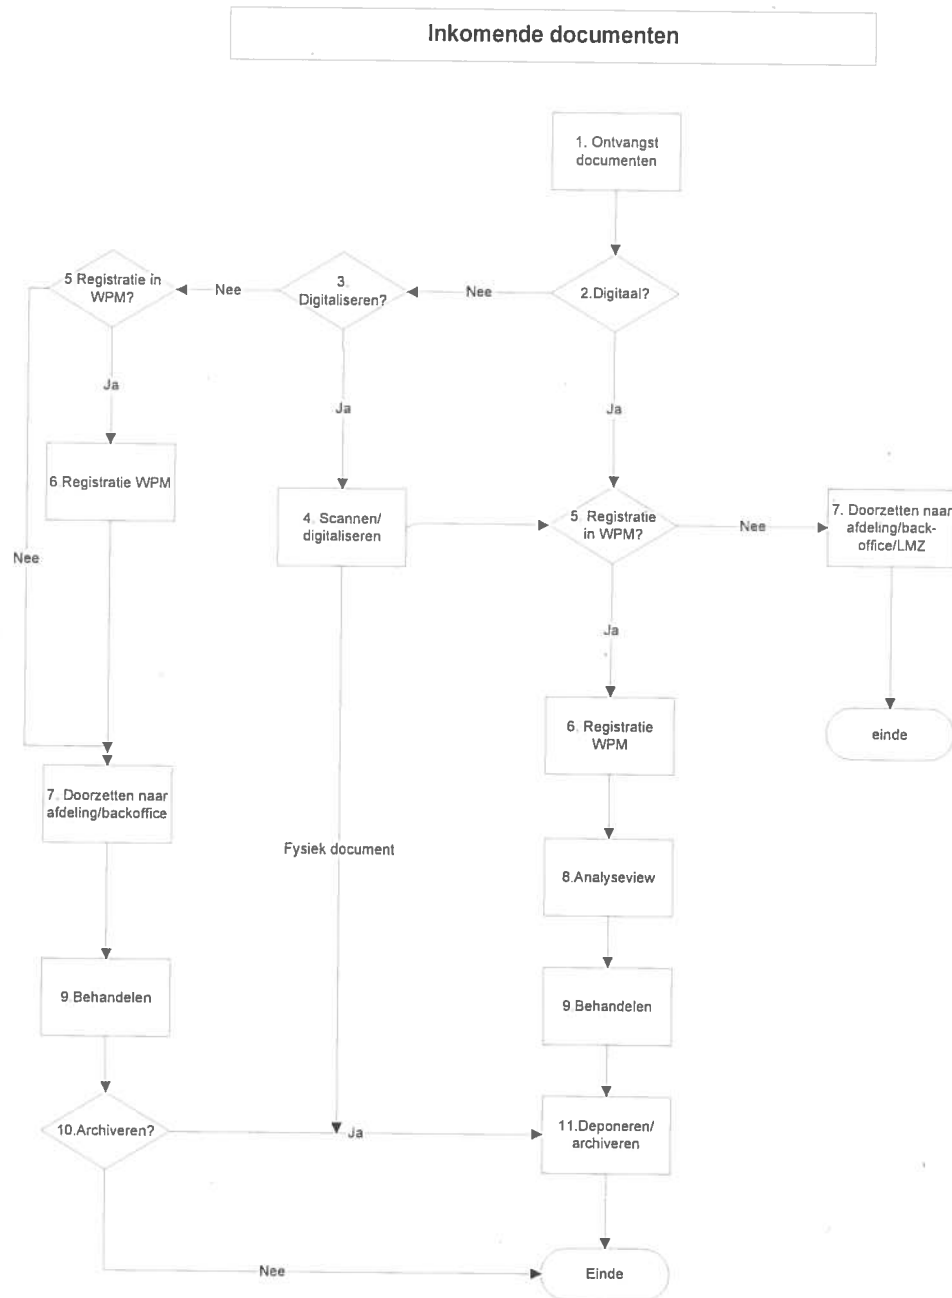 Inkomende documenten
1. Ontvangst
documenten
5 Registratie in
WPM?
Nee
3.
Digitaliseren?
Nee
2.Digitaal?
Ja
Ja
Ja
6.Registratie WPM
4. Scannen/
digitaliseren
5. Registratie
in WPM?
Nee
7. Doorzetten naar
afdeling/back-
office/LMZ
Nee
Ja
6. Registratie
WPM
einde
7. Doorzetten naar
afdeling/backoffice
Fysiek document
8.Analyseview
9.Behandelen
9.Behandelen
10.Archiveren?
Ja
11.Deponeren/
archiveren
Nee
Einde